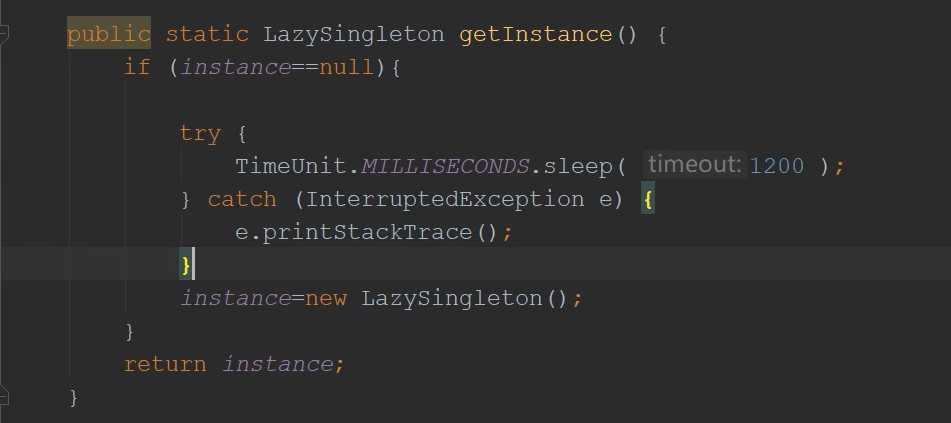 public static LazySingleton getInstance() {
if (instance==null){
try {
TimeUnit.MILLISECONDS.sleep( timeout: 1200 );
} catch (InterruptedException e) {
e.printStackTrace();
}
instance=new LazySingleton();
}
return instance;
}